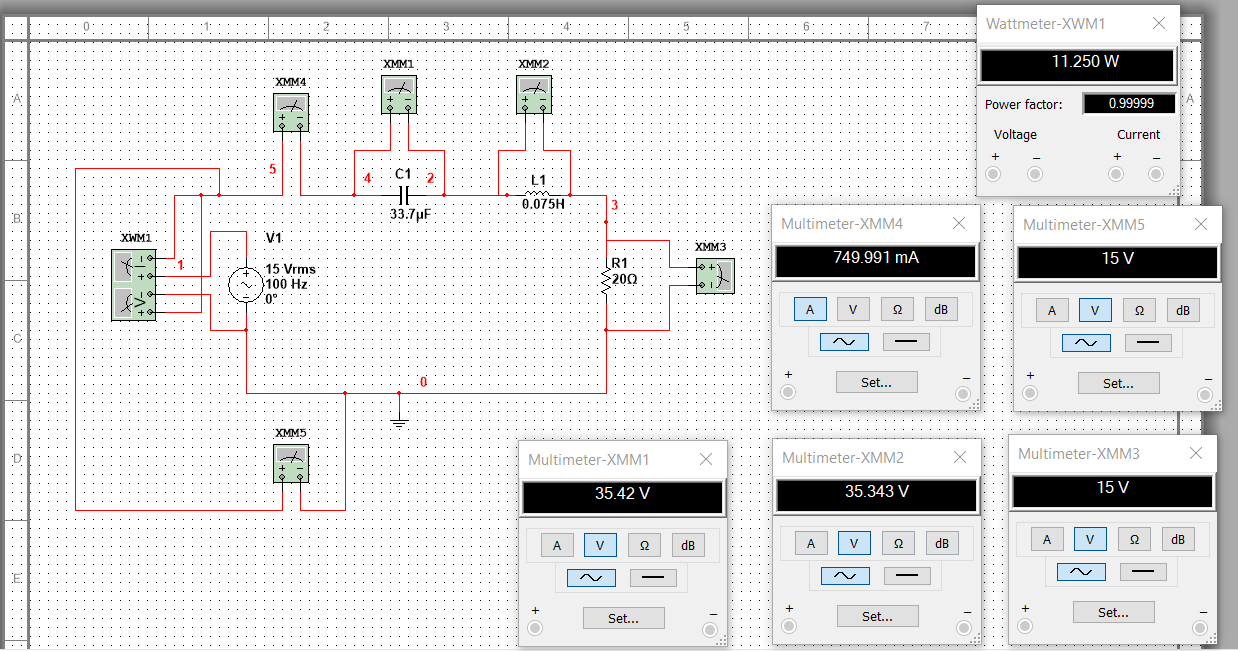 0 1 2 3 4 5 6 7
A
B
C
D
E
A
XMM4
XMM1
XMM2
5
4
C1
2
33.7µF
L1
0.075H
3
XWM1
1
V1
15 Vrms
100 Hz
0°
R1
20Ω
XMM3
0
XMM5
Wattmeter-XWM1
11.250 W
Power factor: 0.99999
Voltage Current
+ − + −
Multimeter-XMM4
749.991 mA
A V Ω dB
Set...
+ −
Multimeter-XMM5
15 V
A V Ω dB
Set...
+ −
Multimeter-XMM1
35.42 V
A V Ω dB
Set...
+ −
Multimeter-XMM2
35.343 V
A V Ω dB
Set...
+ −
Multimeter-XMM3
15 V
A V Ω dB
Set...
+ −